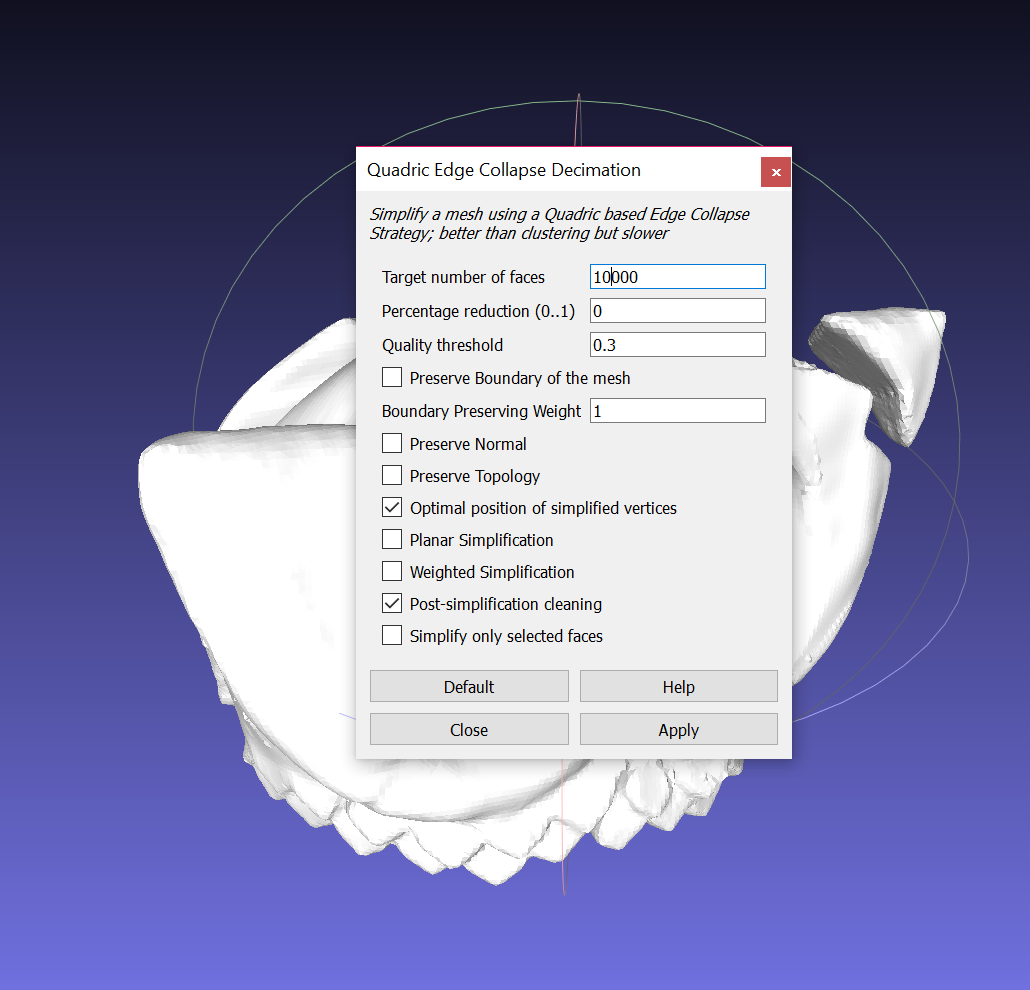 Quadric Edge Collapse Decimation
x
Simplify a mesh using a Quadric based Edge Collapse
Strategy; better than clustering but slower
Target number of faces 10000
Percentage reduction (0..1) 0
Quality threshold 0.3
Preserve Boundary of the mesh
Boundary Preserving Weight 1
Preserve Normal
Preserve Topology
Optimal position of simplified vertices
Planar Simplification
Weighted Simplification
Post-simplification cleaning
Simplify only selected faces
Default Help
Close Apply